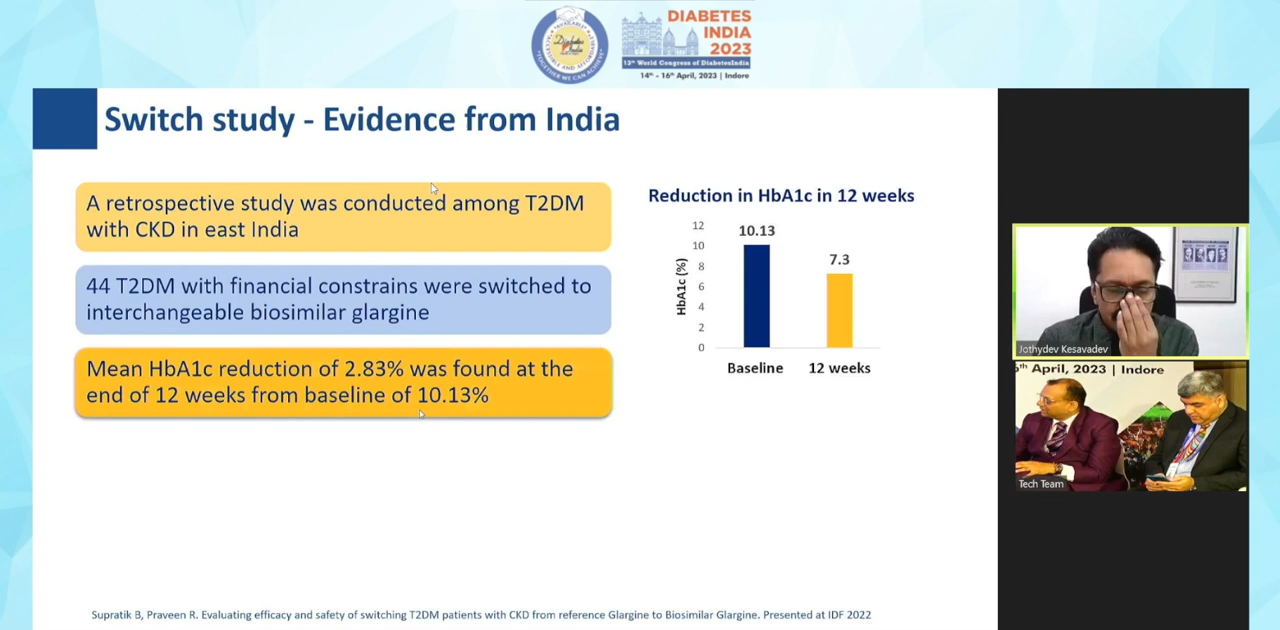 DIABETES
INDIA
2023
13th World Congress of DiabetesIndia
14th - 16th April, 2023 | Indore
Switch study - Evidence from India
A retrospective study was conducted among T2DM
with CKD in east India
44 T2DM with financial constrains were switched to
interchangeable biosimilar glargine
Mean HbA1c reduction of 2.83% was found at the
end of 12 weeks from baseline of 10.13%
Reduction in HbA1c in 12 weeks
HbA1c (%)
12
10
8
6
4
2
0
10.13
7.3
Baseline
12 weeks
Jothydev Kesavadev
April, 2023 | Indore
Tech Team
Supratik B, Praveen R. Evaluating efficacy and safety of switching T2DM patients with CKD from reference Glargine to Biosimilar Glargine. Presented at IDF 2022